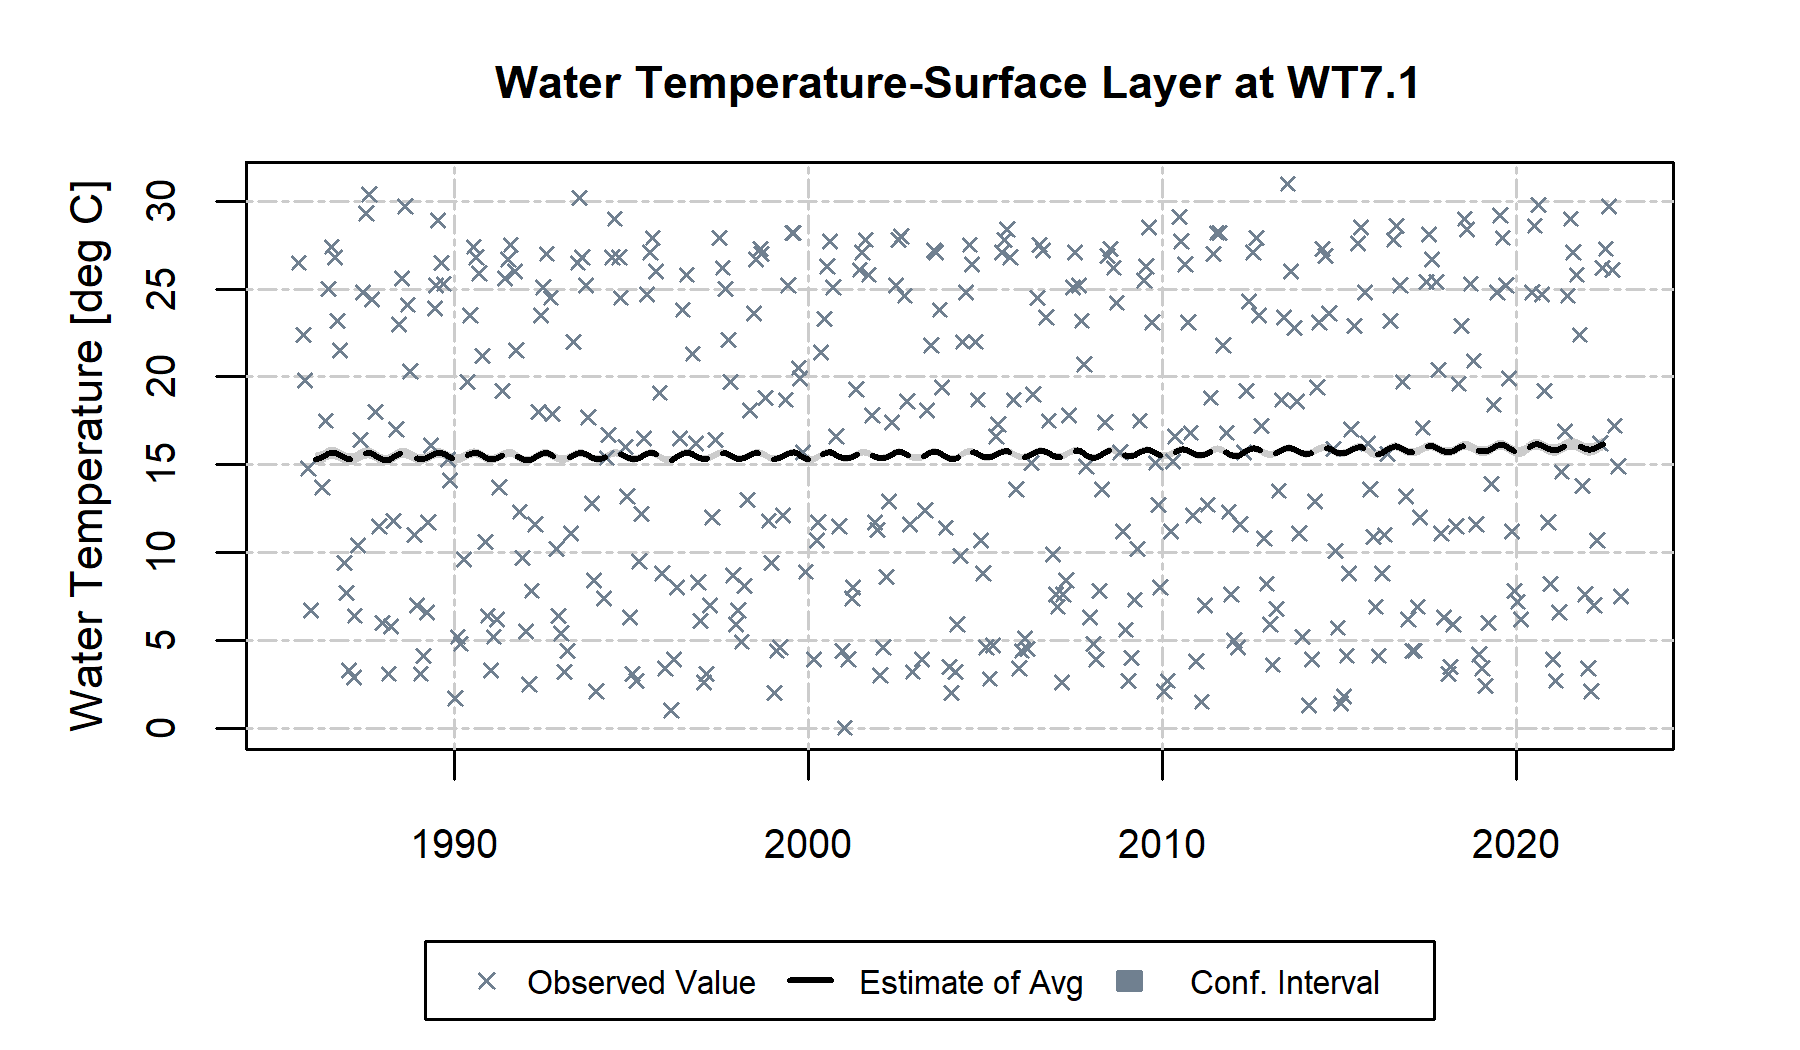 Water Temperature-Surface Layer at WT7.1
Water Temperature [deg C]
30
25
20
15
10
5
0
1990 2000 2010 2020
Observed Value Estimate of Avg Conf. Interval